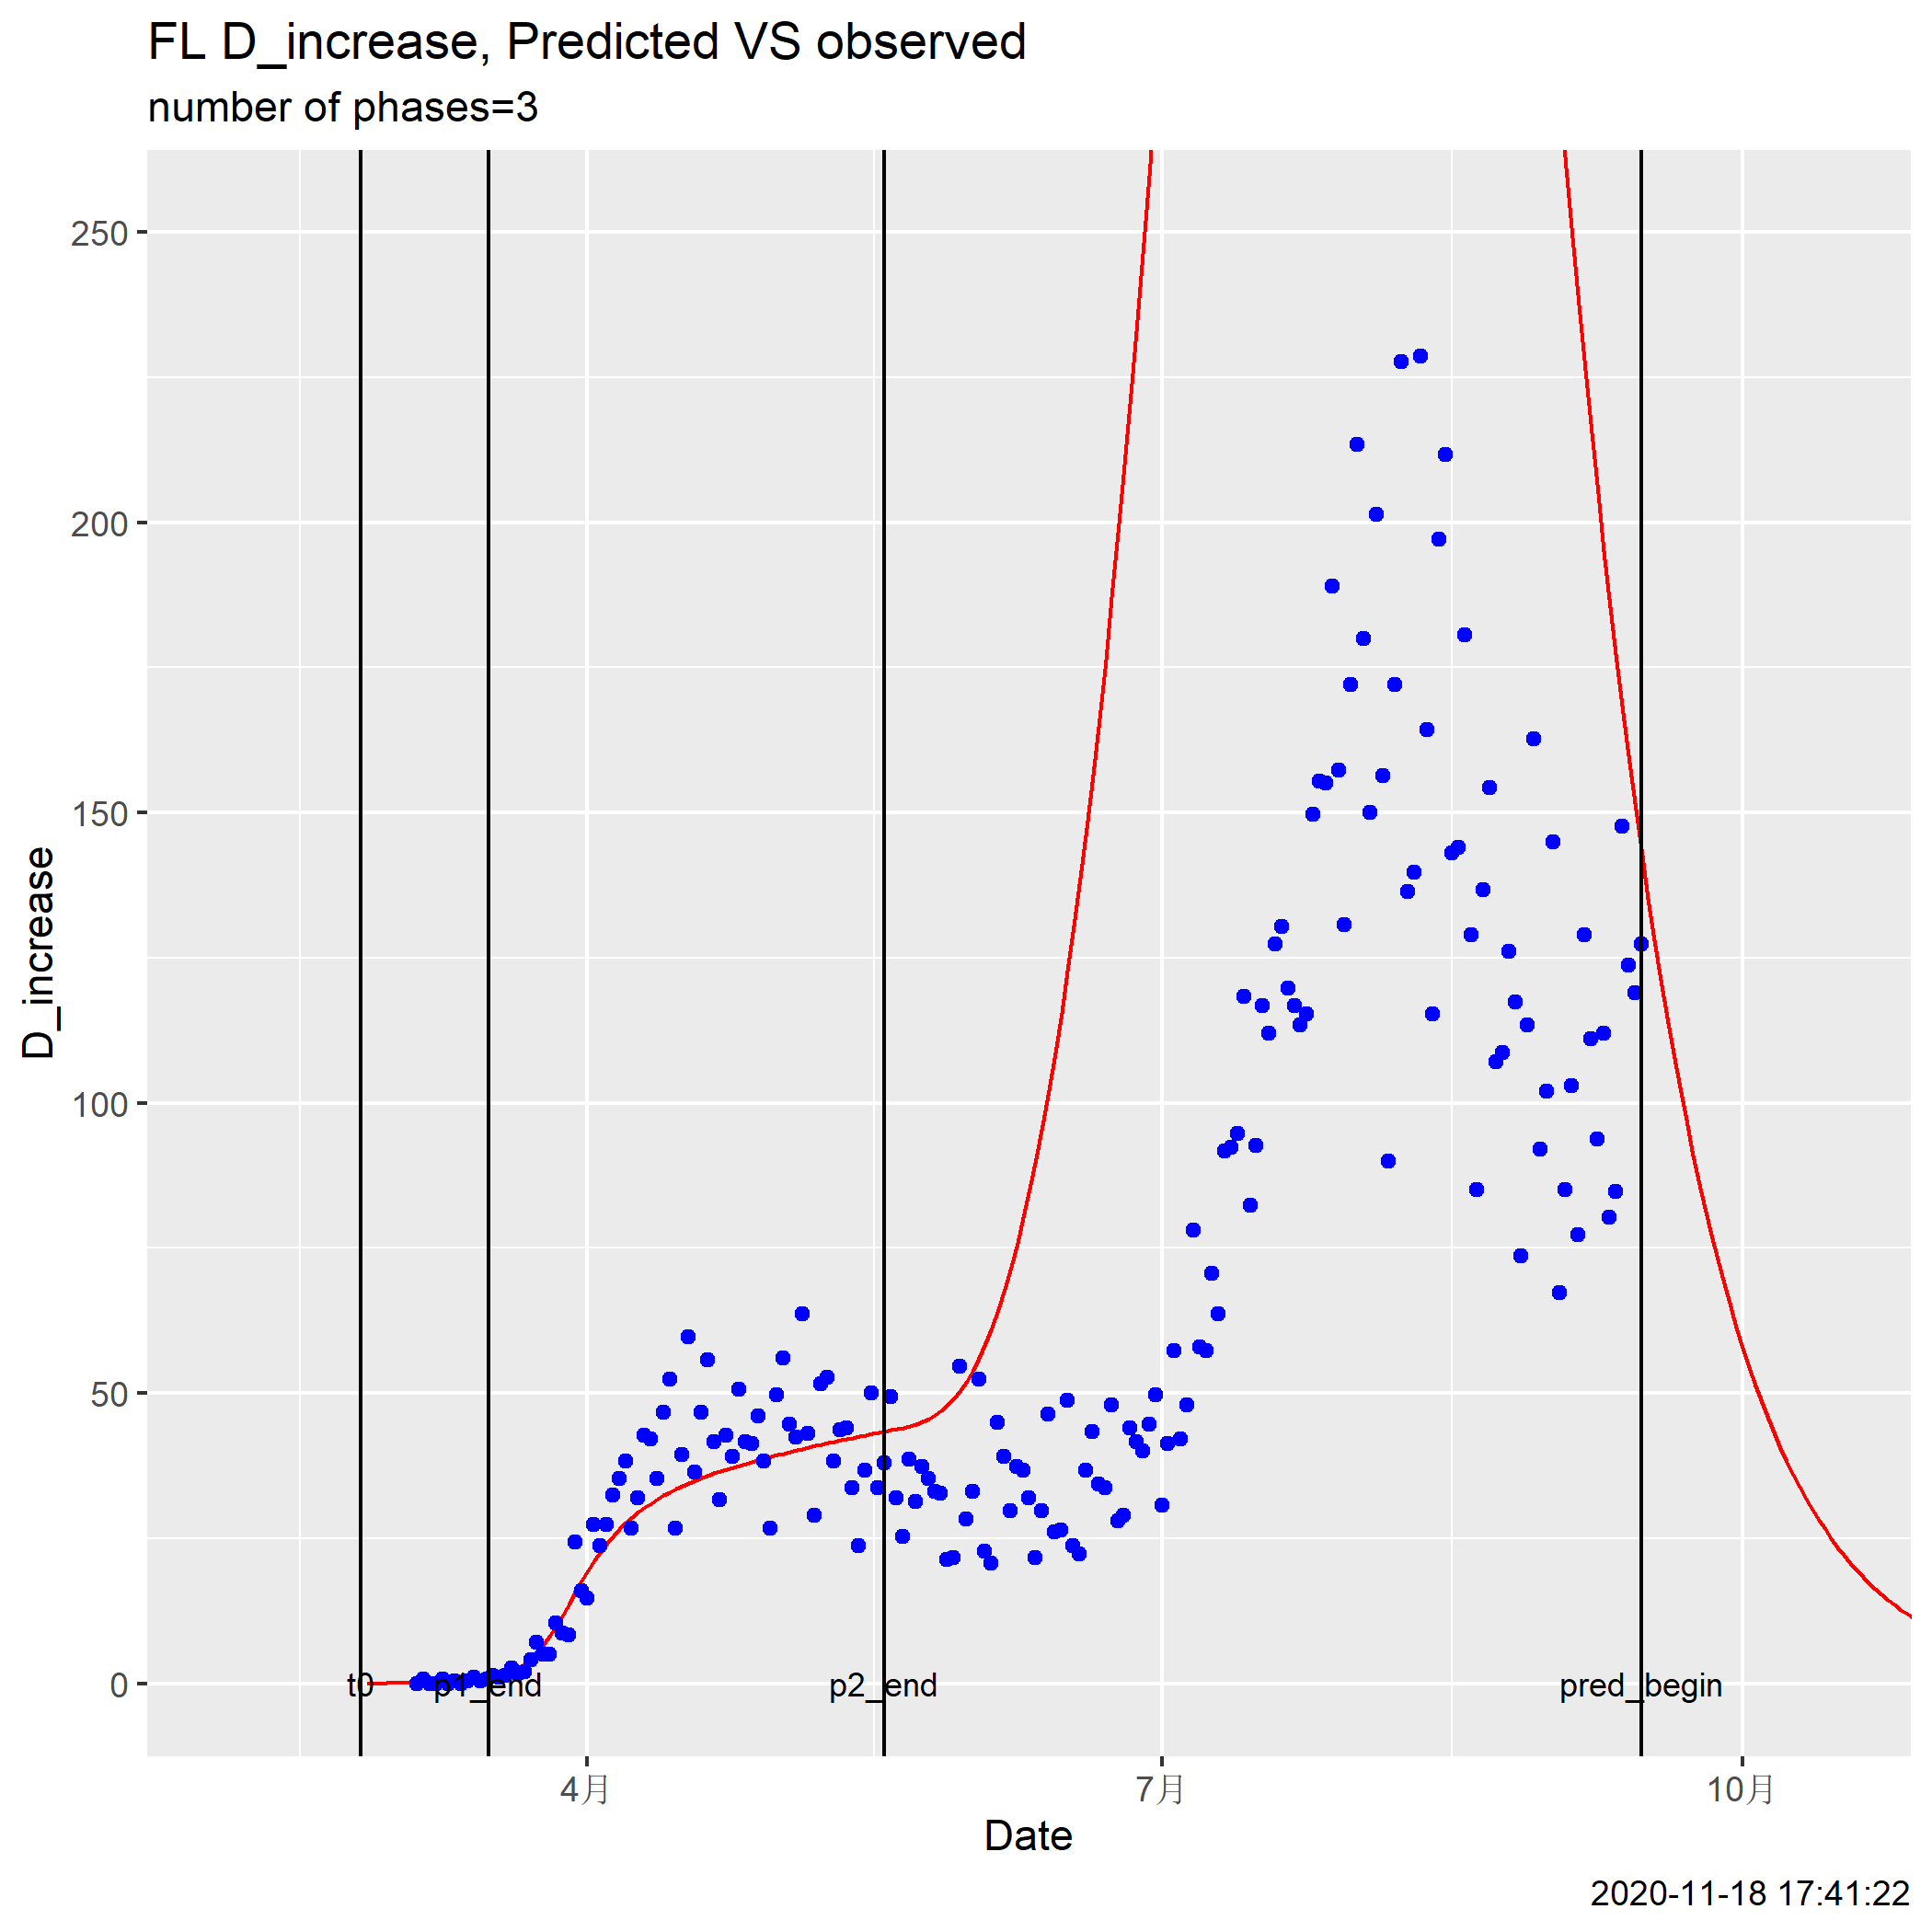 FL D_increase, Predicted VS observed
number of phases=3
250
200
150
100
50
0
D_increase
t0
p1_end
p2_end
pred_begin
4月
7月
10月
Date
2020-11-18 17:41:22